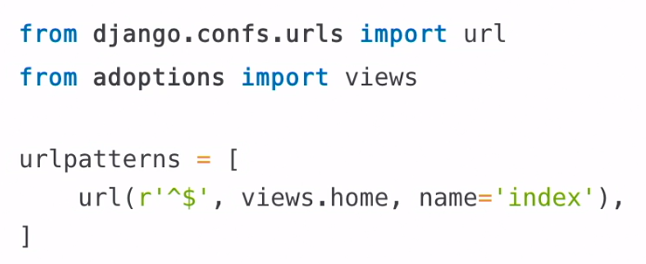 from django.confs.urls import url
from adoptions import views
urlpatterns = [
    url(r'^$', views.home, name='index'),
]